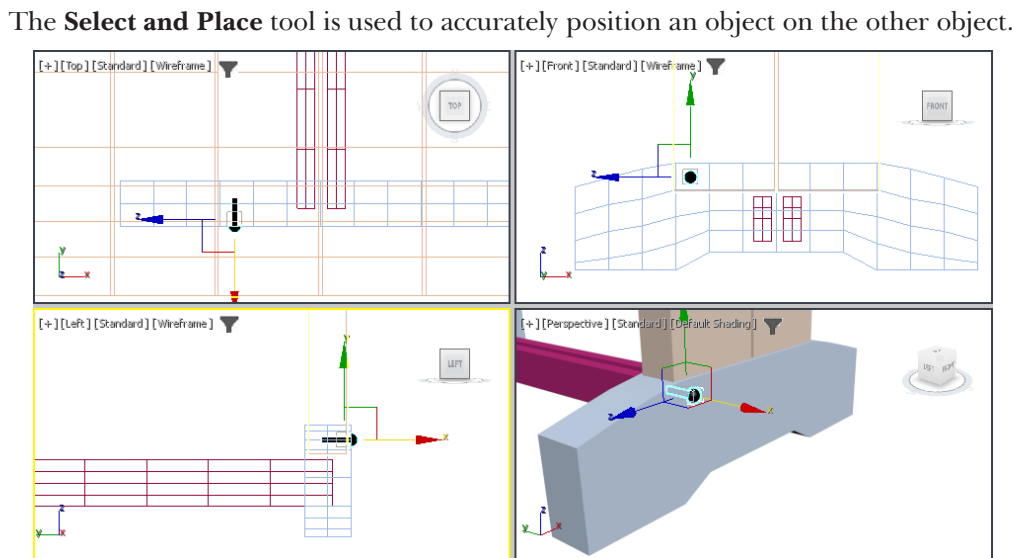 The Select and Place tool is used to accurately position an object on the other object.
[+] [Top] [Standard] [Wireframe]
TOP
z
y
z x
[+] [Front] [Standard] [Wireframe]
y
FRONT
z
z
y x
[+] [Left] [Standard] [Wireframe]
y
LEFT
x
z
y x
[+] [Perspective] [Standard] [Default Shading]
LEFT
z
x
z
y x